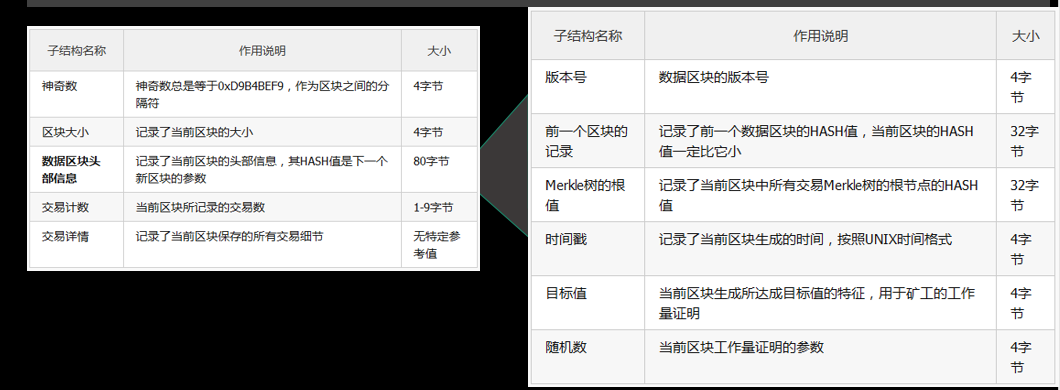 子结构名称 作用说明 大小
神奇数 神奇数总是等于0xD9B4BEF9，作为区块之间的分 4字节
隔符
区块大小 记录了当前区块的大小 4字节
数据区块头 记录了当前区块的头部信息，其HASH值是下一个 80字节
部信息 新区块的参数
交易计数 当前区块所记录的交易数 1-9字节
交易详情 记录了当前区块保存的所有交易细节 无特定参
考值
子结构名称 作用说明 大小
版本号 数据区块的版本号 4字
节
前一个区块的 记录了前一个数据区块的HASH值，当前区块的HASH 32字
记录 值一定比它小 节
Merkle树的根 记录了当前区块中所有交易Merkle树的根节点的HASH 32字
值 值 节
时间戳 记录了当前区块生成的时间，按照UNIX时间格式 4字
节
目标值 当前区块生成所达成目标值的特征，用于矿工的工作 4字
量证明 节
随机数 当前区块工作量证明的参数 4字
节